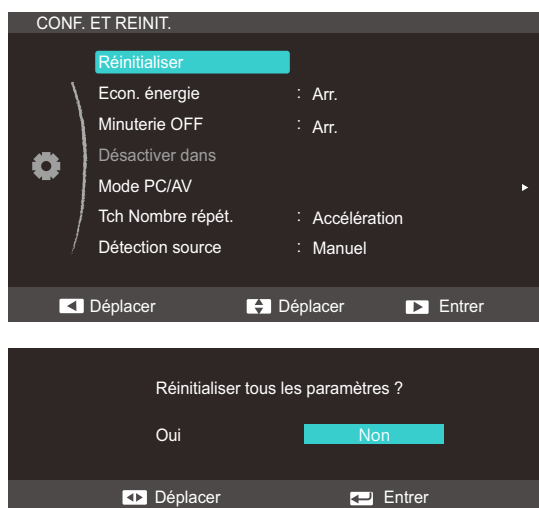 CONF. ET REINIT.
Réinitialiser
Econ. énergie : Arr.
Minuterie OFF : Arr.
Désactiver dans
Mode PC/AV
Tch Nombre répét. : Accélération
Détection source : Manuel
Déplacer Déplacer Entrer
Réinitialiser tous les paramètres ?
Oui Non
Déplacer Entrer